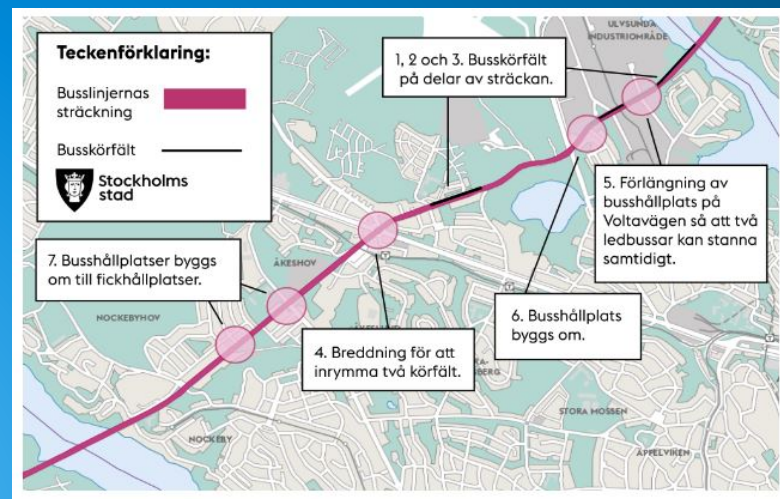 Teckenförklaring:
Busslinjernas
sträckning
Busskörfält
Stockholms
stad
1, 2 och 3. Busskörfält
på delar av sträckan.
ULVSUNDA
INDUSTRIOMRÅDE
5. Förlängning av
busshållplats på
Voltavägen så att två
ledbussar kan stanna
samtidigt.
7. Busshållplatser byggs
om till fickhållplatser.
ÅKESHOV
NOCKEBYHOV
6. Busshållplats
byggs om.
4. Breddning för att
inrymma två körfält.
STORA MOSSEN
NOCKEBY
ÄPPELVIKEN